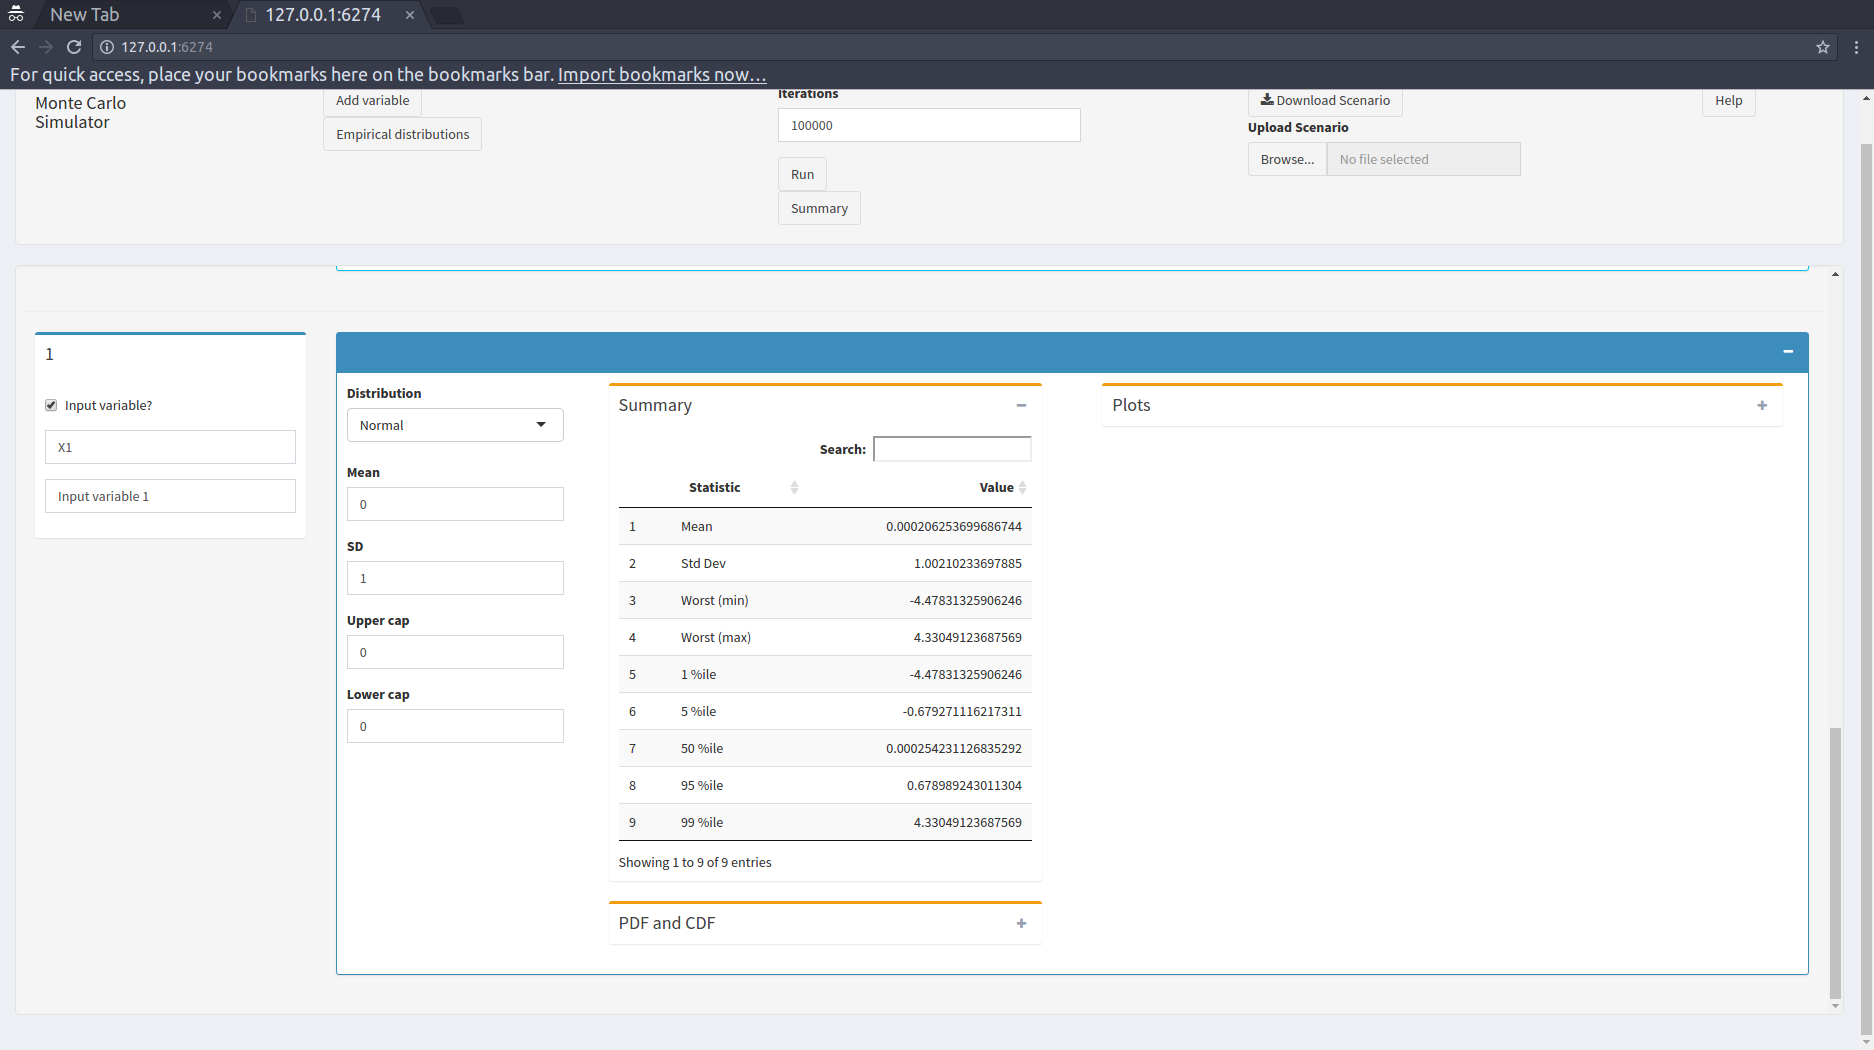 New Tab
127.0.0.1:6274
127.0.0.1:6274
For quick access, place your bookmarks here on the bookmarks bar. Import bookmarks now...
Monte Carlo
Simulator
Add variable
Empirical distributions
Iterations
100000
Run
Summary
Download Scenario
Upload Scenario
Browse... No file selected
Help
1
Input variable?
X1
Input variable 1
Distribution
Normal
Mean
0
SD
1
Upper cap
0
Lower cap
0
Summary
Search:
Statistic Value
1 Mean 0.000206253699686744
2 Std Dev 1.00210233697885
3 Worst (min) -4.47831325906246
4 Worst (max) 4.33049123687569
5 1 %ile -4.47831325906246
6 5 %ile -0.679271116217311
7 50 %ile 0.000254231126835292
8 95 %ile 0.678989243011304
9 99 %ile 4.33049123687569
Showing 1 to 9 of 9 entries
PDF and CDF
Plots